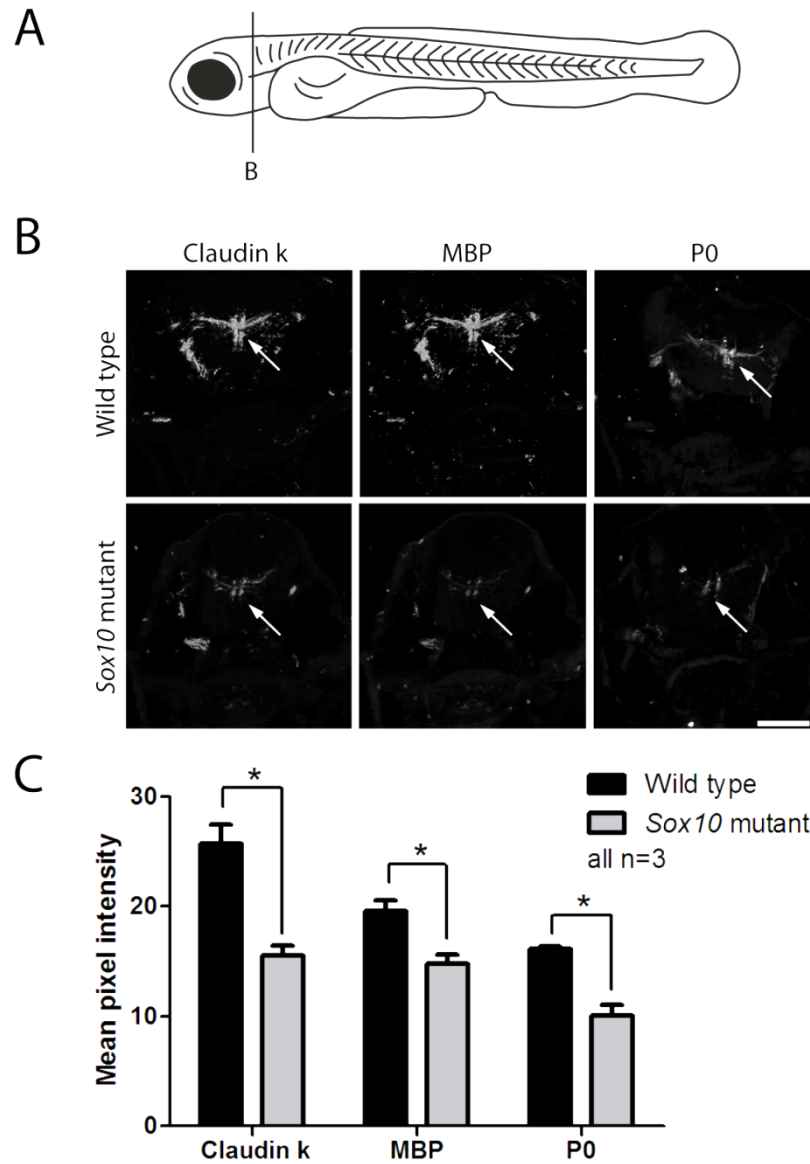 A
B
B
Claudin k MBP P0
Wild type
Sox10 mutant
C
30
20
10
0
Mean pixel intensity
* * *
Wild type
Sox10 mutant
all n=3
Claudin k MBP P0